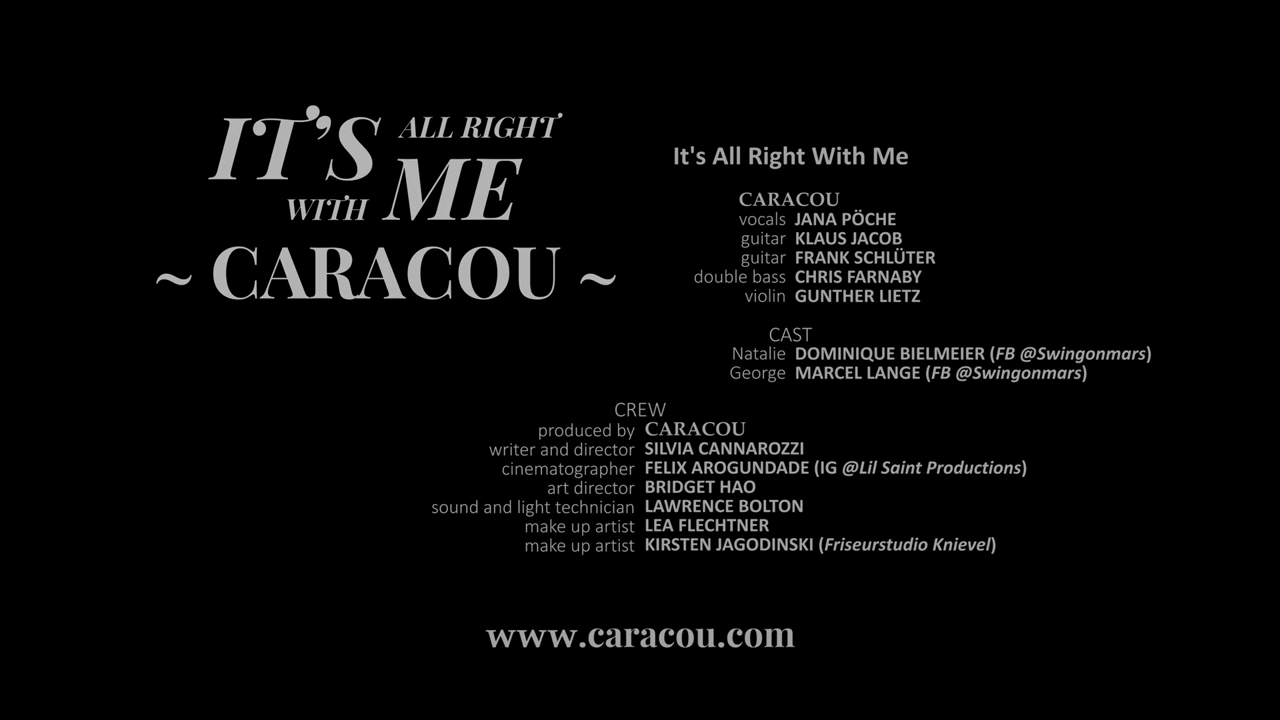 IT'S ALL RIGHT
WITH ME
~ CARACOU ~
It's All Right With Me
CARACOU
vocals JANA PÖCHE
guitar KLAUS JACOB
guitar FRANK SCHLÜTER
double bass CHRIS FARNABY
violin GUNTHER LIETZ
CAST
Natalie DOMINIQUE BIELMEIER (FB @Swingonmars)
George MARCEL LANGE (FB @Swingonmars)
CREW
produced by CARACOU
writer and director SILVIA CANNAROZZI
cinematographer FELIX AROGUNDADE (IG @Lil Saint Productions)
art director BRIDGET HAO
sound and light technician LAWRENCE BOLTON
make up artist LEA FLECHTNER
make up artist KIRSTEN JAGODINSKI (Friseurstudio Knievel)
www.caracou.com